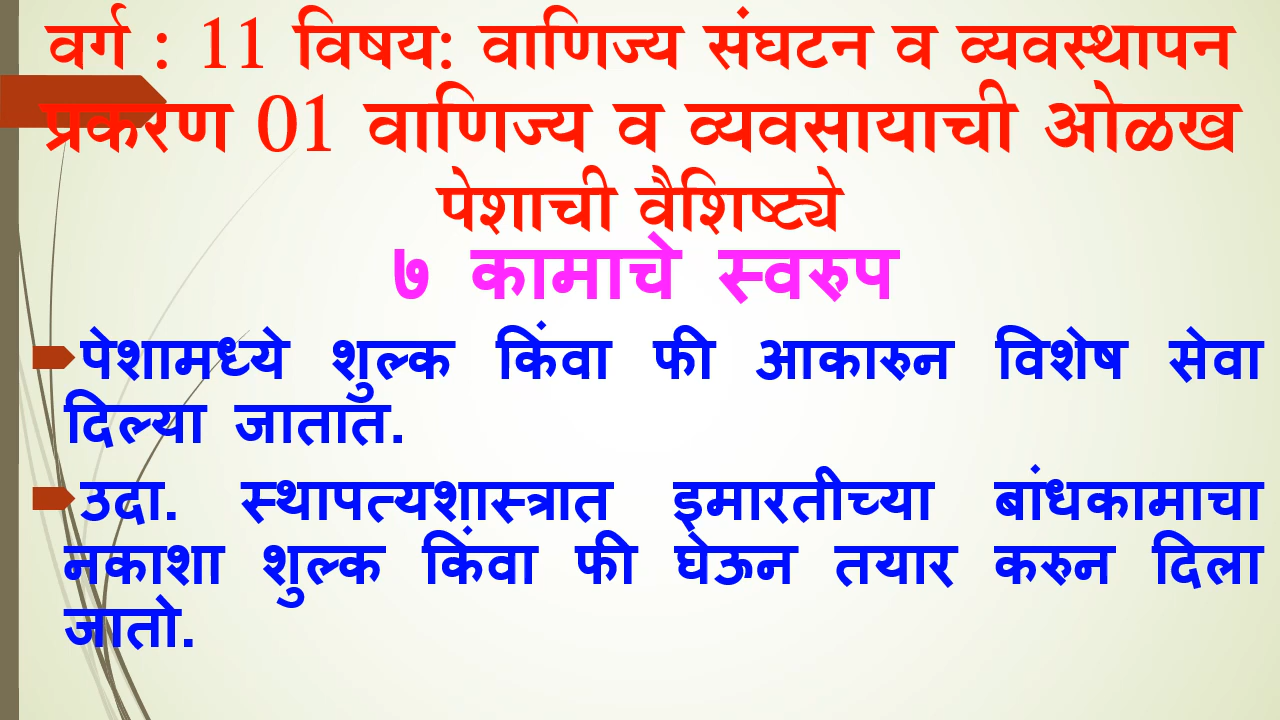 वर्ग : 11 विषय: वाणिज्य संघटन व व्यवस्थापन
प्रकरण 01 वाणिज्य व व्यवसायाची ओळख
पेशाची वैशिष्ट्ये
७ कामाचे स्वरुप
पेशामध्ये शुल्क किंवा फी आकारुन विशेष सेवा
दिल्या जातात.
उदा. स्थापत्यशास्त्रात इमारतीच्या बांधकामाचा
नकाशा शुल्क किंवा फी घेऊन तयार करुन दिला
जातो.